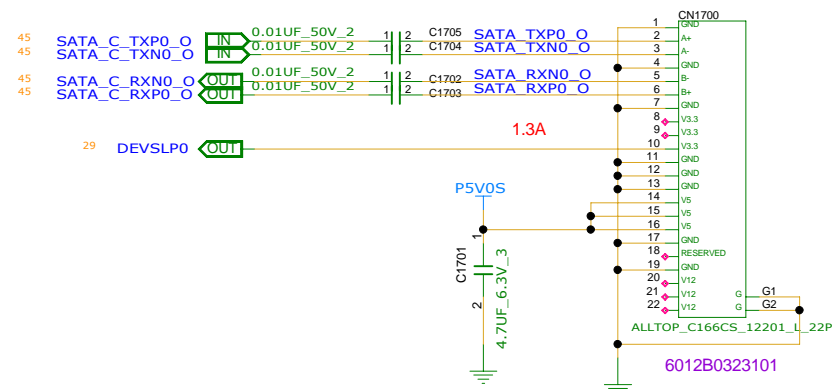 CN1700
45 SATA_C_TXP0_O IN 0.01UF_50V_2 1 2 C1705 SATA_TXP0_O
45 SATA_C_TXN0_O IN 1 2 C1704 SATA_TXN0_O
45 SATA_C_RXN0_O OUT 0.01UF_50V_2 1 2 C1702 SATA_RXN0_O
45 SATA_C_RXP0_O OUT 0.01UF_50V_2 1 2 C1703 SATA_RXP0_O
29 DEVSLP0 OUT
1.3A
P5V0S
1
C1701
2
4.7UF_6.3V_3
1 GND
2 A+
3 A-
4 GND
5 B-
6 B+
7 GND
8 V3.3
9 V3.3
10 V3.3
11 GND
12 GND
13 GND
14 V5
15 V5
16 V5
17 GND
18 RESERVED
19 GND
20 V12
21 V12 G G1
22 V12 G G2
ALLTOP_C166CS_12201_L_22P
6012B0323101